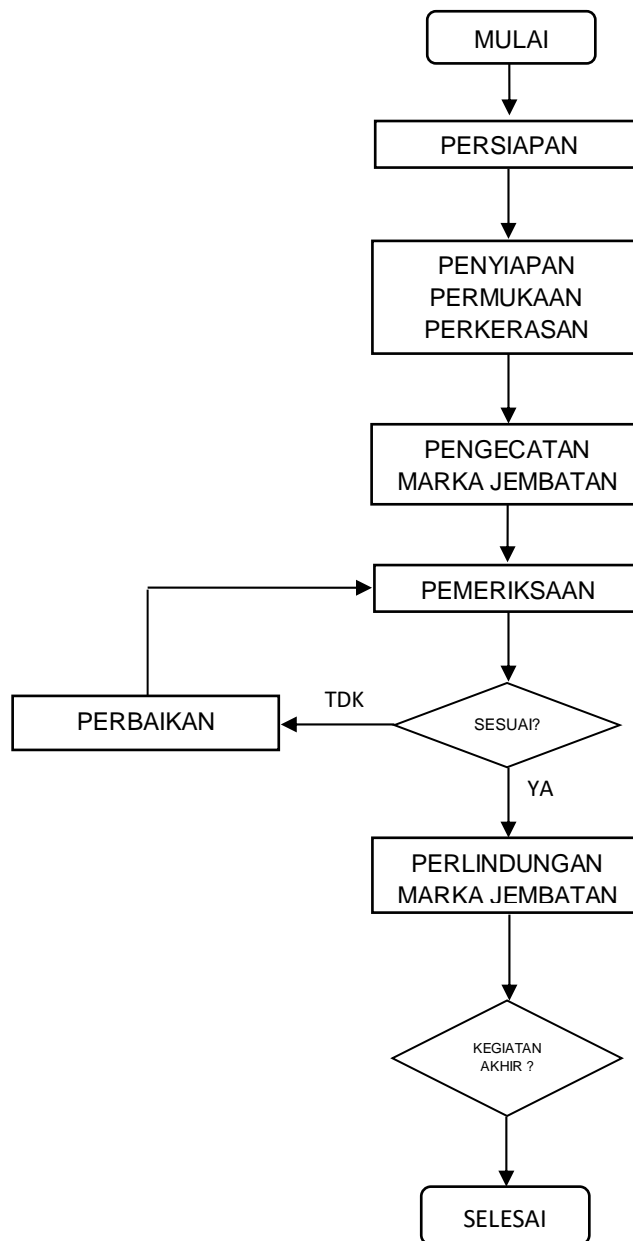 MULAI
PERSIAPAN
PENYIAPAN
PERMUKAAN
PERKERASAN
PENGECATAN
MARKA JEMBATAN
PEMERIKSAAN
TDK
PERBAIKAN
SESUAI?
YA
PERLINDUNGAN
MARKA JEMBATAN
KEGIATAN
AKHIR ?
SELESAI